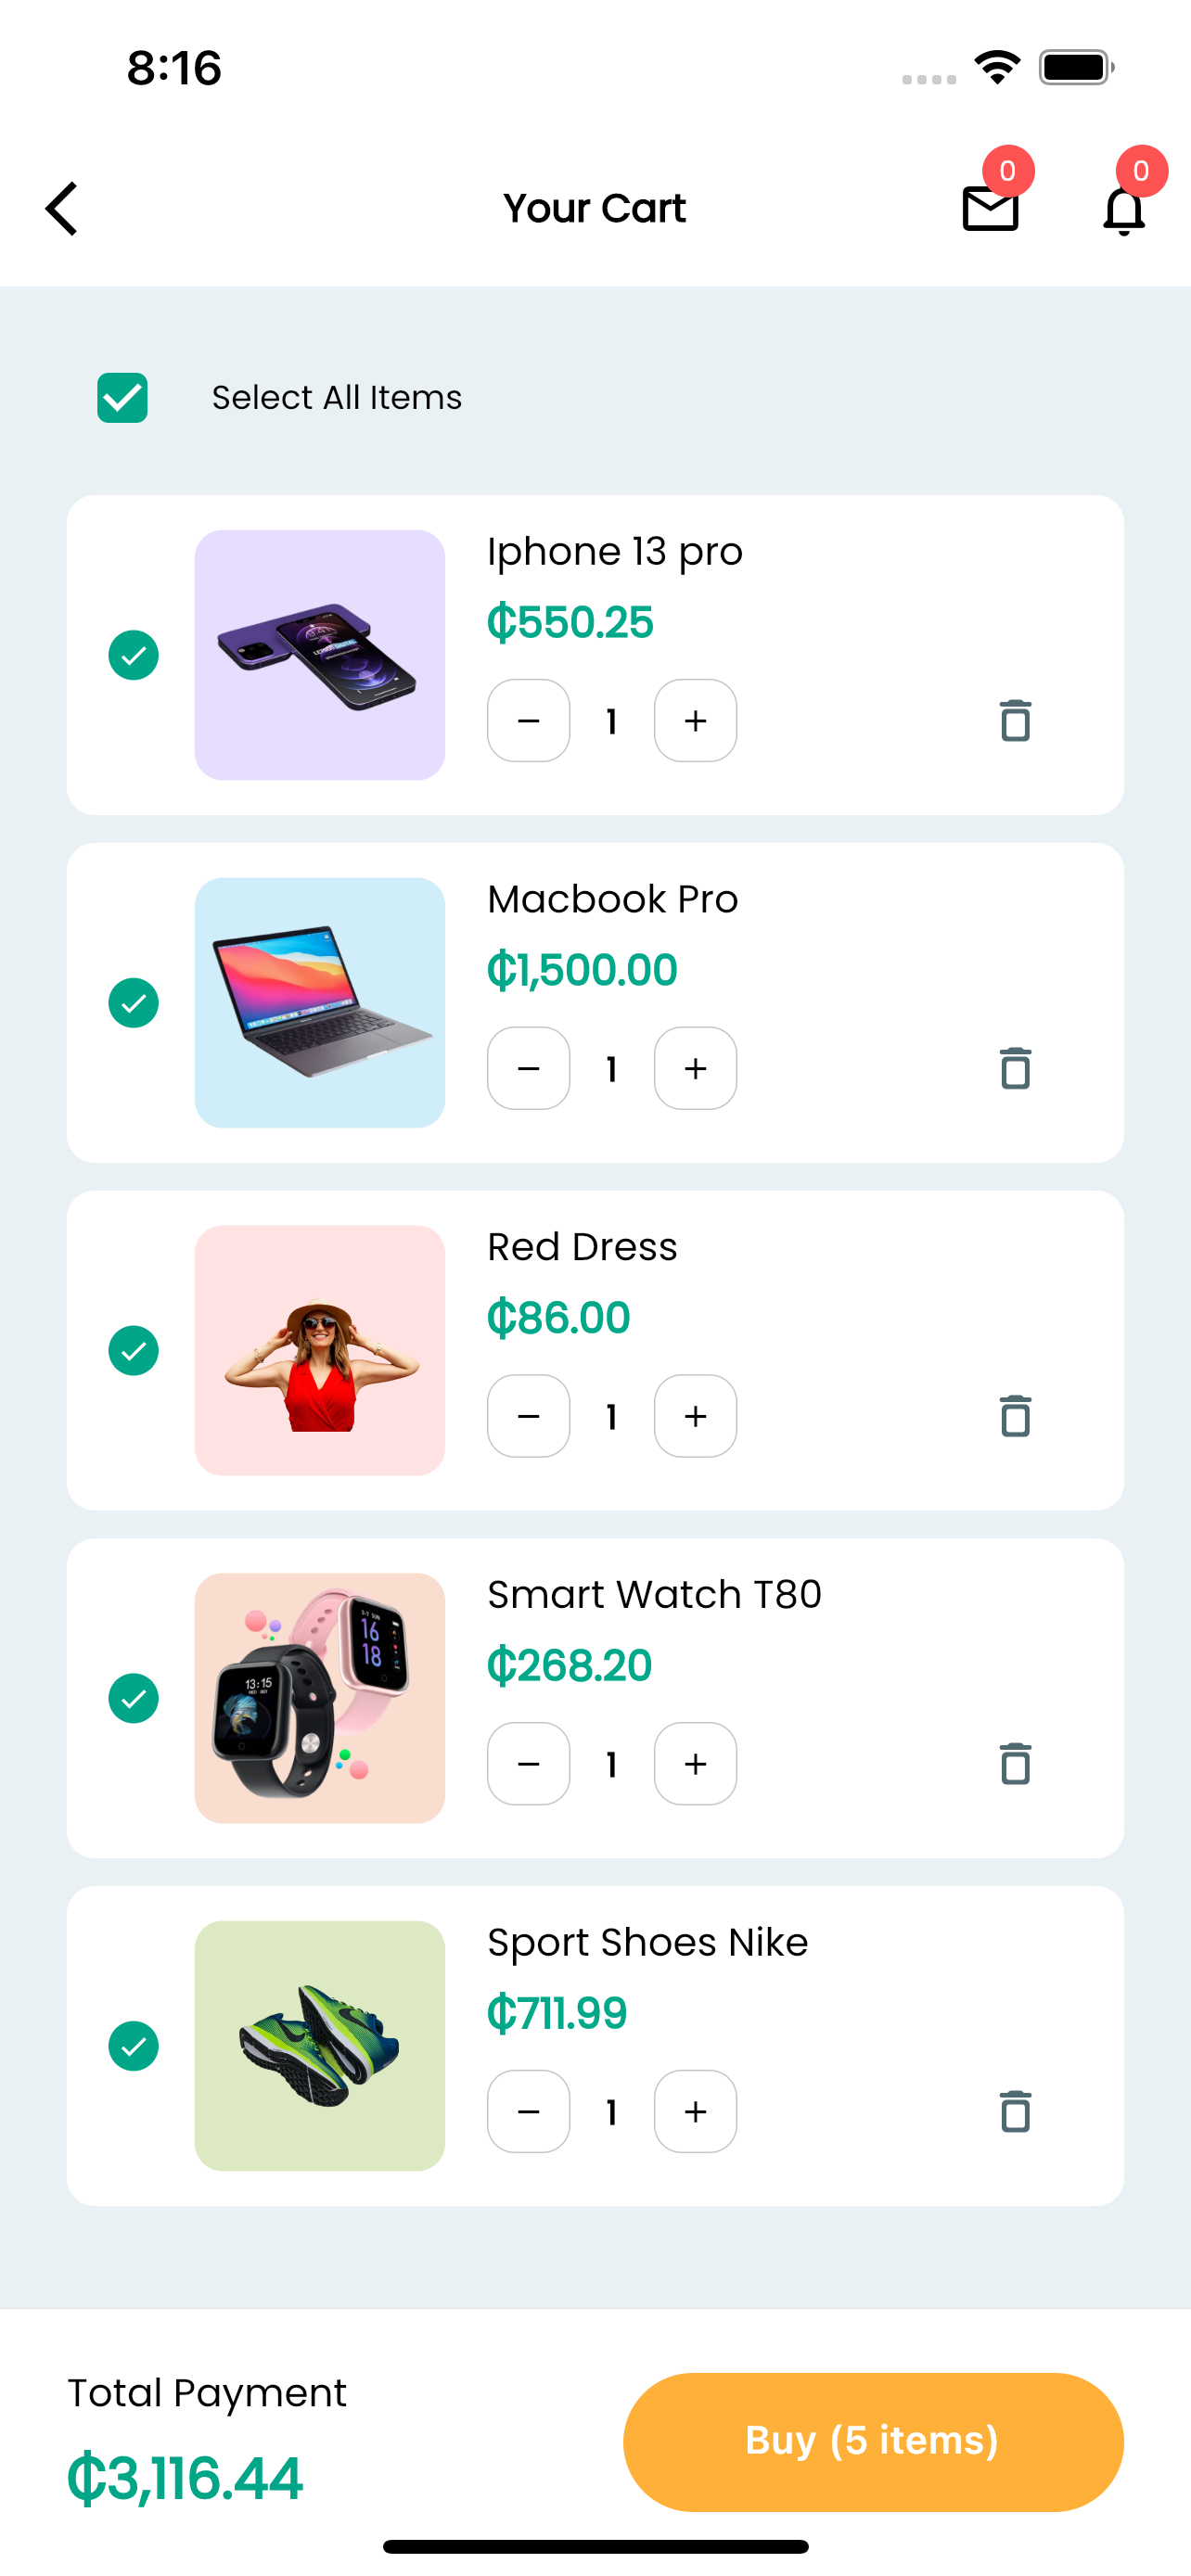 8:16
0
0
Your Cart
Select All Items
Iphone 13 pro
₵550.25
1
Macbook Pro
₵1,500.00
1
Red Dress
₵86.00
1
Smart Watch T80
₵268.20
16
18
13:15
1
Sport Shoes Nike
₵711.99
1
Total Payment
₵3,116.44
Buy (5 items)